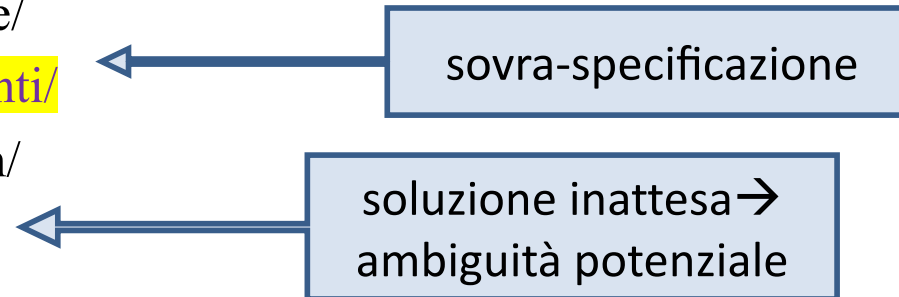 e/
sovra-specificazione
nti/
a/
soluzione inattesa→
ambiguità potenziale